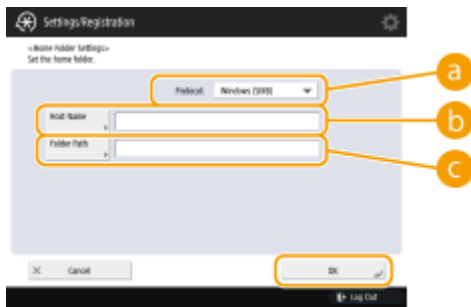 Settings/Registration
<Home Folder Settings>
Set the home folder.
Protocol: Windows (SMB)
a
Host Name
b
Folder Path
c
Cancel
OK
Log Out